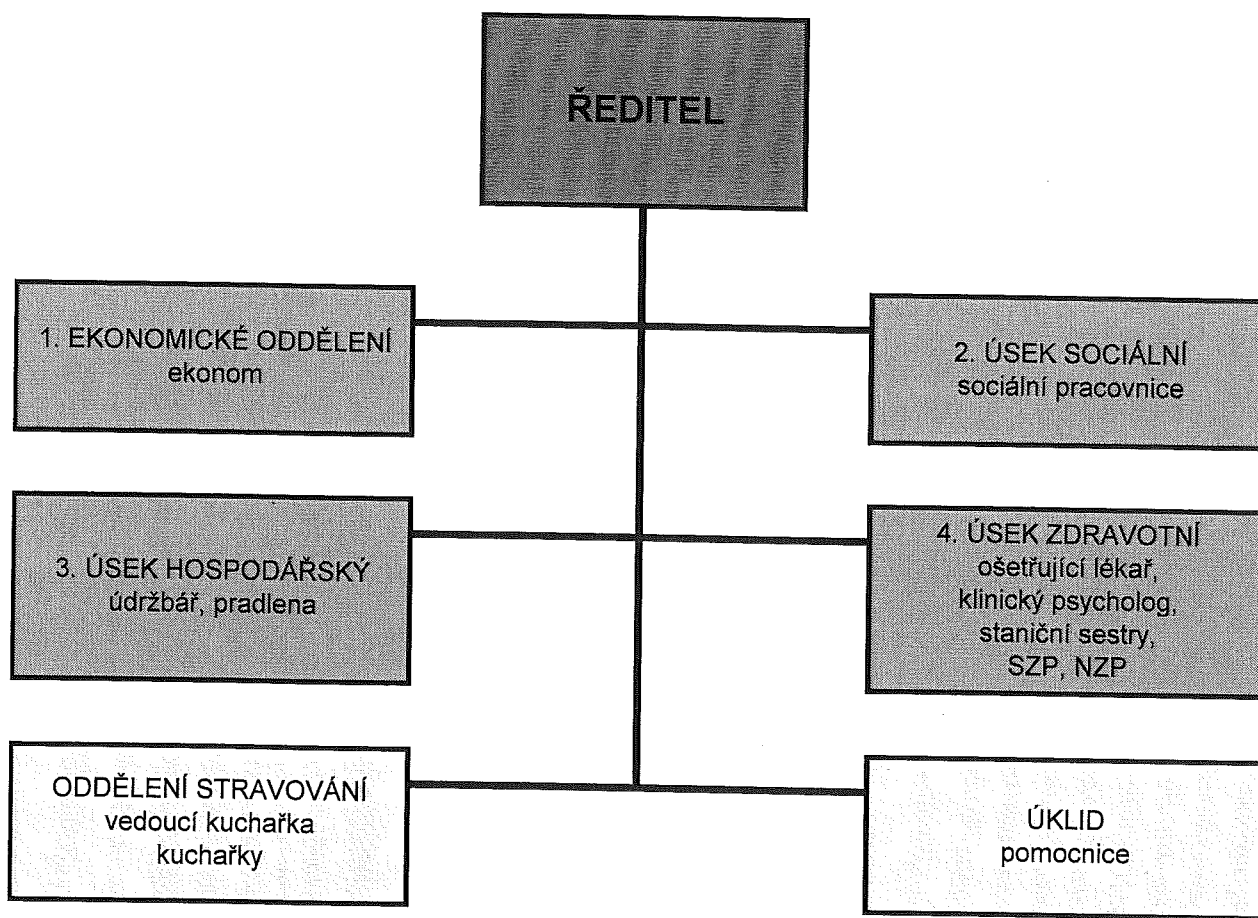 ŘEDITEL
1. EKONOMICKÉ ODDĚLENÍ
ekonom
2. ÚSEK SOCIÁLNÍ
sociální pracovnice
3. ÚSEK HOSPODÁŘSKÝ
údržbář, pradlena
4. ÚSEK ZDRAVOTNÍ
ošetřující lékař,
klinický psycholog,
staniční sestry,
SZP, NZP
ODDĚLENÍ STRAVOVÁNÍ
vedoucí kuchařka
kuchařky
ÚKLID
pomocnice